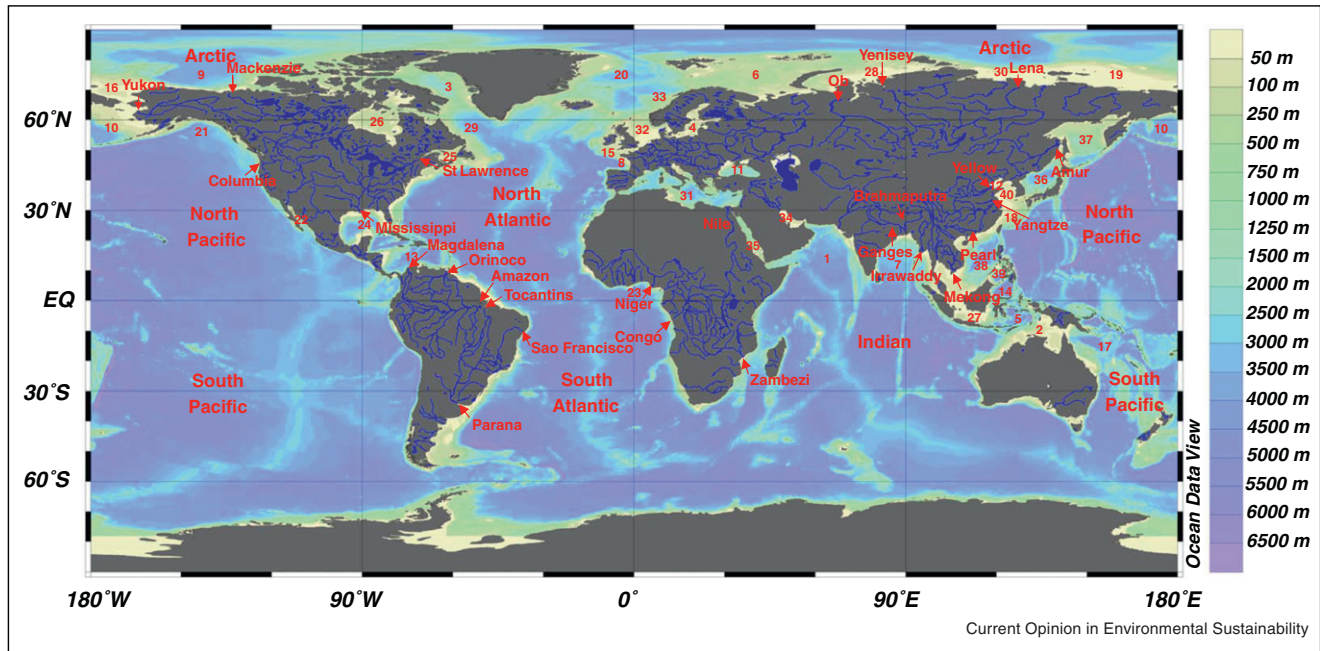 Arctic
Yenisey
Arctic
9
Mackenzie
3
20
6
28
Ob
30
Lena
19
16
Yukon
33
10
21
26
29
32
4
37
10
60˚N
15
8
25
St Lawrence
11
Columbia
Yellow
12
36
Amur
40
North
Atlantic
31
Brahmaputra
30˚N
North
Pacific
22
24
Mississippi
Nile
34
18
Yangtze
North
Pacific
Magdalena
13
Orinoco
35
1
Ganges
7
Irrawaddy
Pearl
38
39
Amazon
Tocantins
23
Niger
Mekong
14
EQ
27
5
2
Congo
Sao Francisco
Indian
17
South
Pacific
South
Atlantic
Zambezi
South
Pacific
30˚S
Parana
60˚S
180˚W
90˚W
0˚
90˚E
180˚E
Ocean Data View
50 m
100 m
250 m
500 m
750 m
1000 m
1250 m
1500 m
2000 m
2500 m
3000 m
3500 m
4000 m
4500 m
5000 m
5500 m
6000 m
6500 m
Current Opinion in Environmental Sustainability